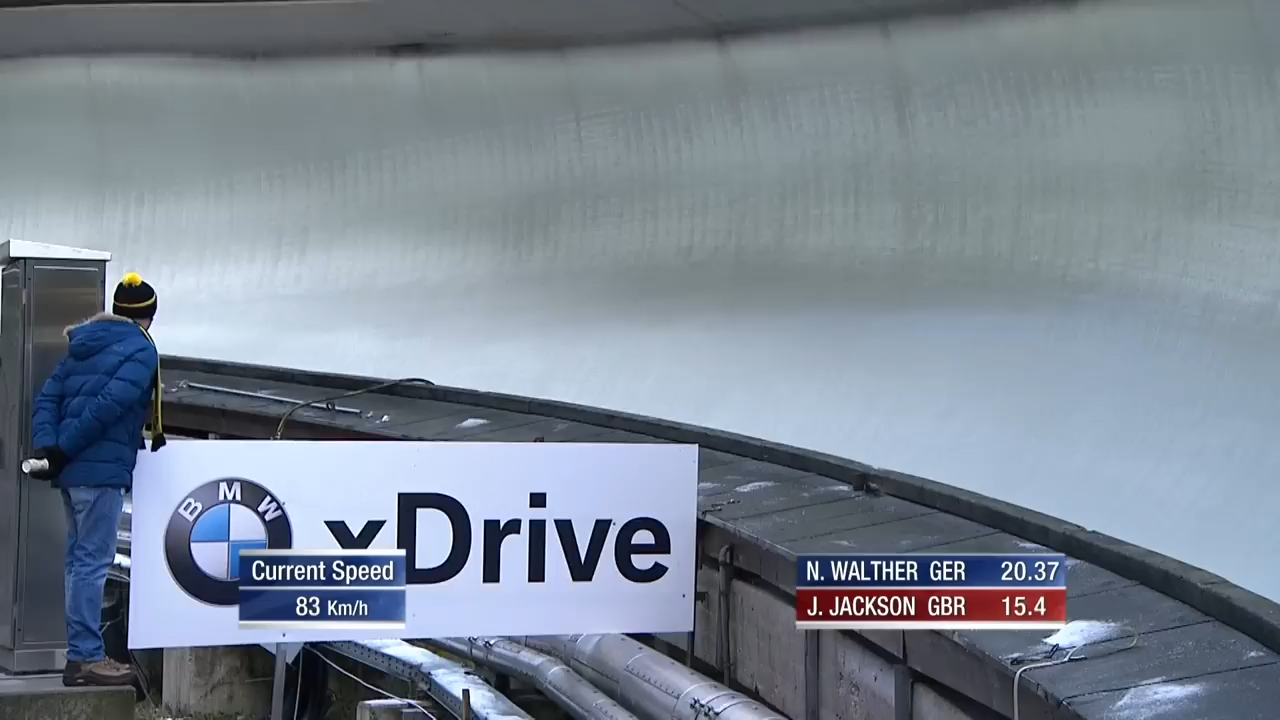 BMW
xDrive
Current Speed
83 Km/h
N. WALTHER GER 20.37
J. JACKSON GBR 15.4